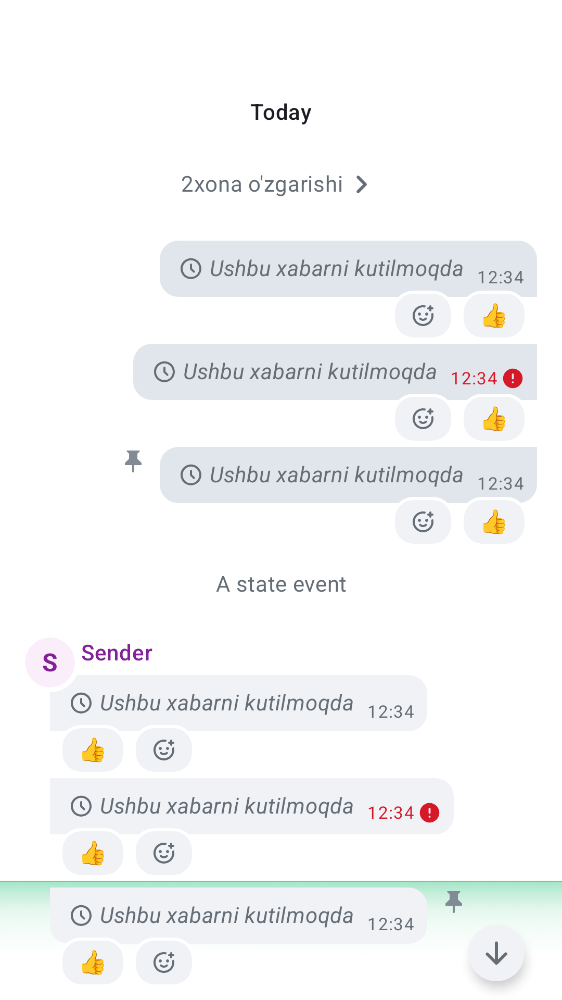 Today
2xona o'zgarishi
Ushbu xabarni kutilmoqda 12:34
👍
Ushbu xabarni kutilmoqda 12:34
👍
Ushbu xabarni kutilmoqda 12:34
👍
A state event
S Sender
Ushbu xabarni kutilmoqda 12:34
👍
Ushbu xabarni kutilmoqda 12:34
👍
Ushbu xabarni kutilmoqda 12:34
👍